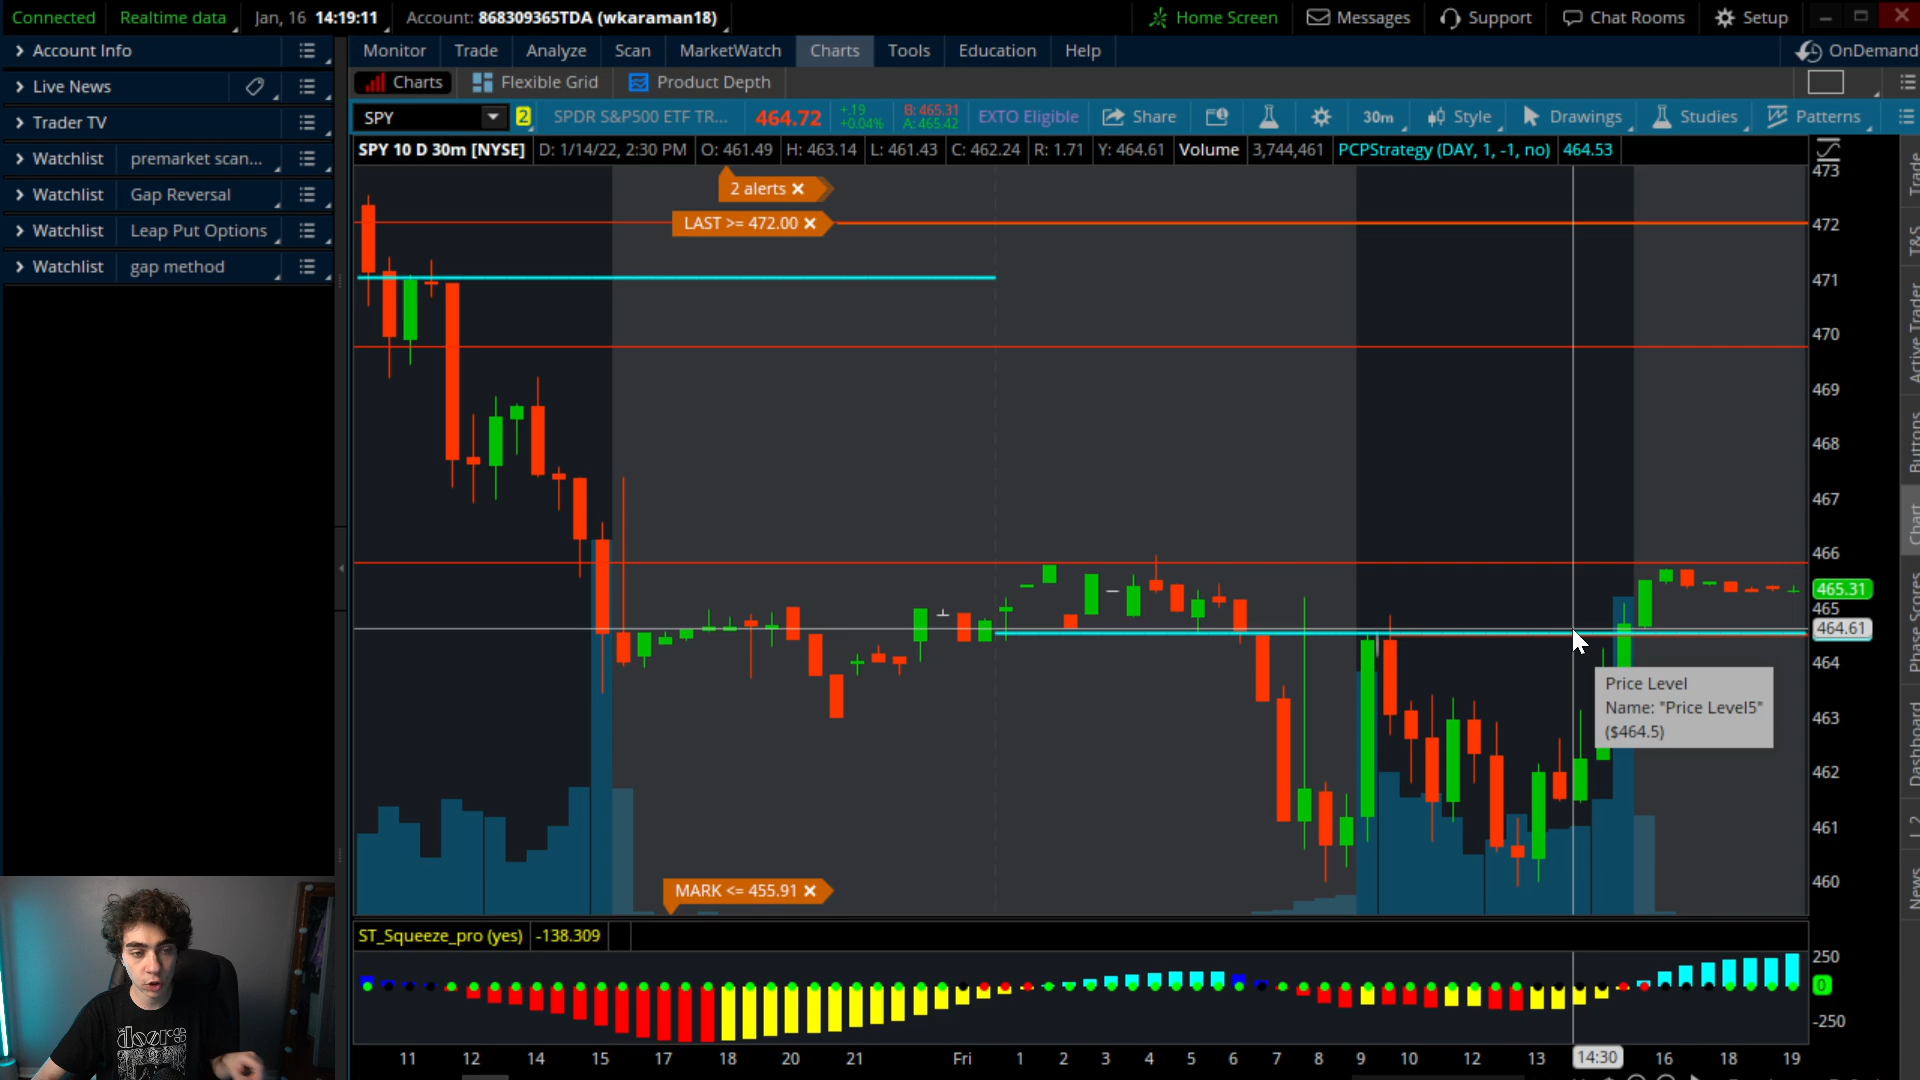 Connected Realtime data Jan, 16 14:19:11 Account: 868309365TDA (wkaraman18) Home Screen Messages Support Chat Rooms Setup
Account Info
Live News
Trader TV
Watchlist premarket scan...
Watchlist Gap Reversal
Watchlist Leap Put Options
Watchlist gap method
Monitor Trade Analyze Scan MarketWatch Charts Tools Education Help OnDemand
Charts Flexible Grid Product Depth
SPY 2 SPDR S&P500 ETF TR... 464.72 +.19 +0.04% B: 465.31 A: 465.42 EXTO Eligible Share 30m Style Drawings Studies Patterns
SPY 10 D 30m [NYSE] D: 1/14/22, 2:30 PM O: 461.49 H: 463.14 L: 461.43 C: 462.24 R: 1.71 Y: 464.61 Volume 3,744,461 PCPStrategy (DAY, 1, -1, no) 464.53
2 alerts
LAST >= 472.00
MARK <= 455.91
473
472
471
470
469
468
467
466
465.31
465
464.61
464
463
462
461
460
Price Level
Name: "Price Level5"
($464.5)
ST_Squeeze_pro (yes) -138.309
250
0
-250
11 12 14 15 17 18 20 21 Fri 1 2 3 4 5 6 7 8 9 10 12 13 14:30 16 18 19
Trade
T&S
Active Trader
Buttons
Chart
Phase Scores
Dashboard
L 2
News
doors